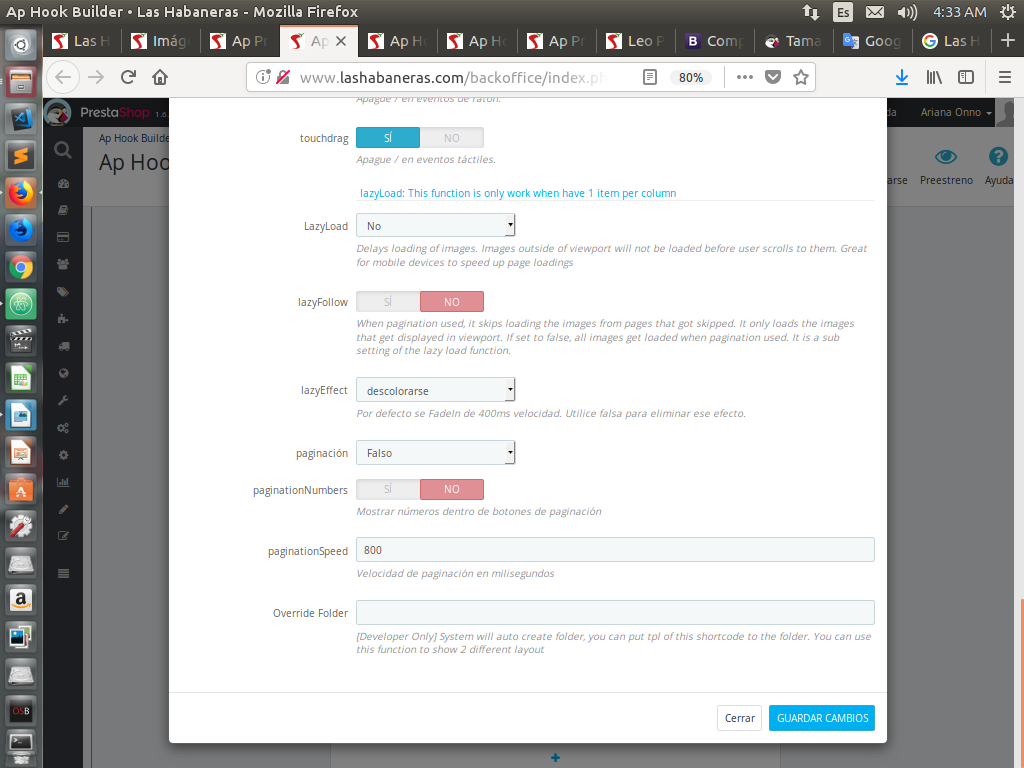 Ap Hook Builder • Las Habaneras - Mozilla Firefox
Es
4:33 AM
Las H
Imág
Ap Pr
Ap
Ap Ho
Ap Ho
Ap Pr
Leo P
B Comp
Tama
Goog
Las H
www.lashabaneras.com/backoffice/index.ph
80%
PrestaShop 1.6.
da
Ariana Onno
Ap Hook Builde
Ap Hoo
arse
Preestreno
Ayuda
Apague / en eventos de ratón.
touchdrag
SÍ
NO
Apague / en eventos táctiles.
lazyLoad: This function is only work when have 1 item per column
LazyLoad
No
Delays loading of images. Images outside of viewport will not be loaded before user scrolls to them. Great
for mobile devices to speed up page loadings
lazyFollow
SÍ
NO
When pagination used, it skips loading the images from pages that got skipped. It only loads the images
that get displayed in viewport. If set to false, all images get loaded when pagination used. It is a sub
setting of the lazy load function.
lazyEffect
descolorarse
Por defecto se FadeIn de 400ms velocidad. Utilice falsa para eliminar ese efecto.
paginación
Falso
paginationNumbers
SÍ
NO
Mostrar números dentro de botones de paginación
paginationSpeed
800
Velocidad de paginación en milisegundos
Override Folder
[Developer Only] System will auto create folder, you can put tpl of this shortcode to the folder. You can use
this function to show 2 different layout
Cerrar
GUARDAR CAMBIOS
a
OSB